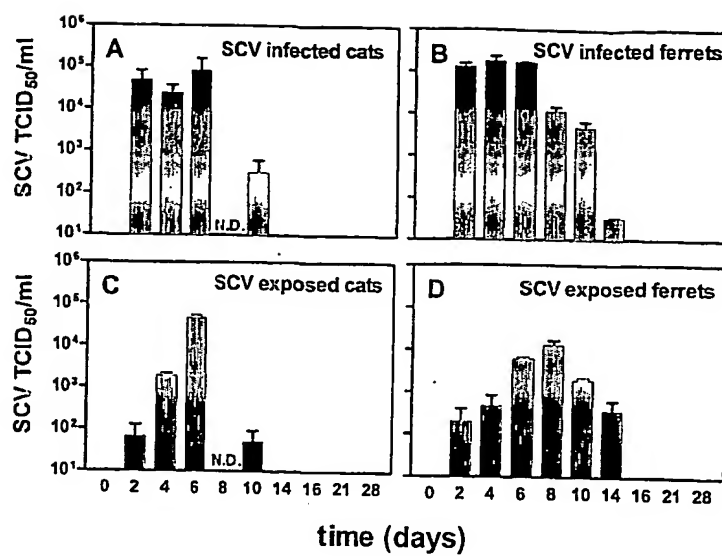 10⁶
10⁵
10⁴
10³
10²
10¹
SCV TCID₅₀/ml
A
SCV infected cats
N.D.
B
SCV infected ferrets
10⁵
10⁴
10³
10²
10¹
SCV TCID₅₀/ml
C
SCV exposed cats
N.D.
D
SCV exposed ferrets
0 2 4 6 8 10 14 16 21 28
0 2 4 6 8 10 14 16 21 28
time (days)